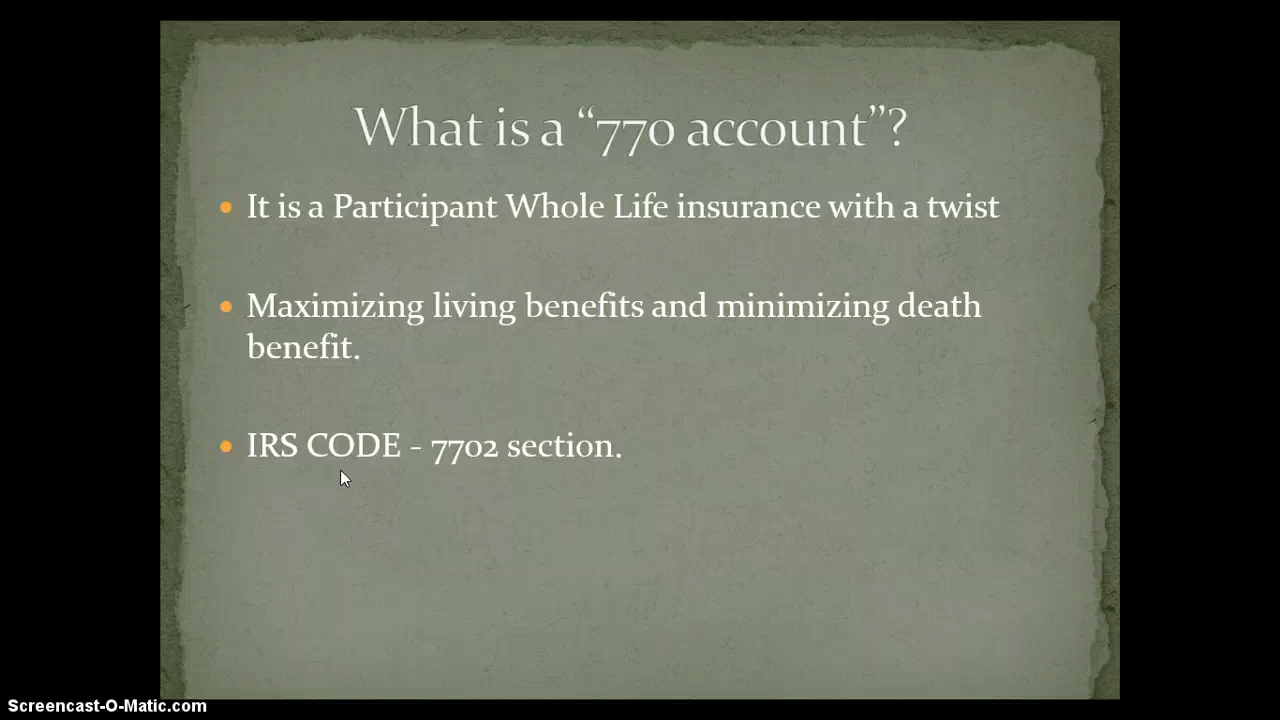 What is a “770 account”?
• It is a Participant Whole Life insurance with a twist
• Maximizing living benefits and minimizing death
benefit.
• IRS CODE - 7702 section.
Screencast-O-Matic.com